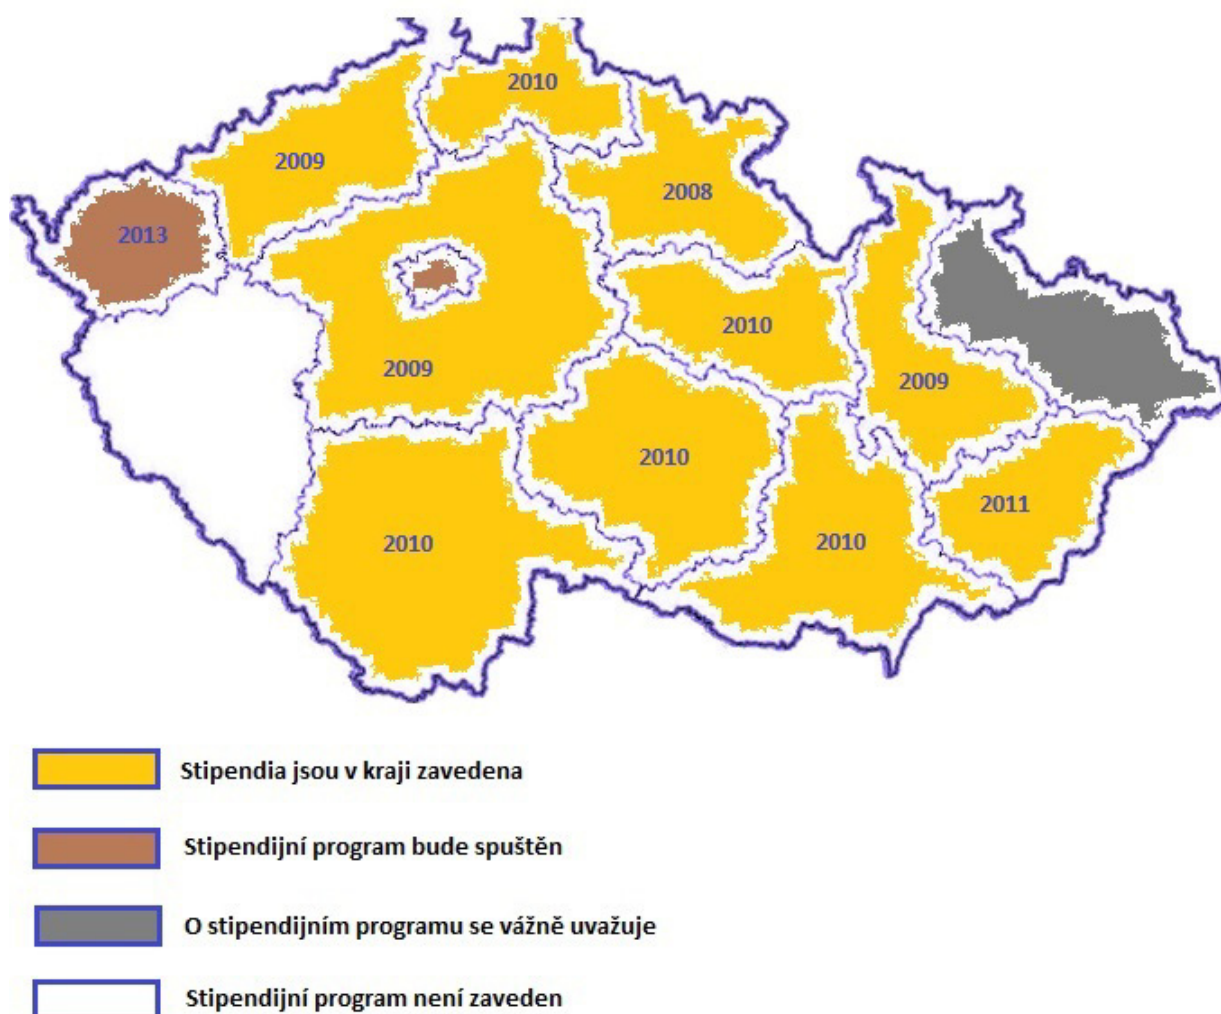 2010
2009
2008
2013
2010
2009
2009
2010
2011
2010
2010
Stipendia jsou v kraji zavedena
Stipendijní program bude spuštěn
O stipendijním programu se vážně uvažuje
Stipendijní program není zaveden